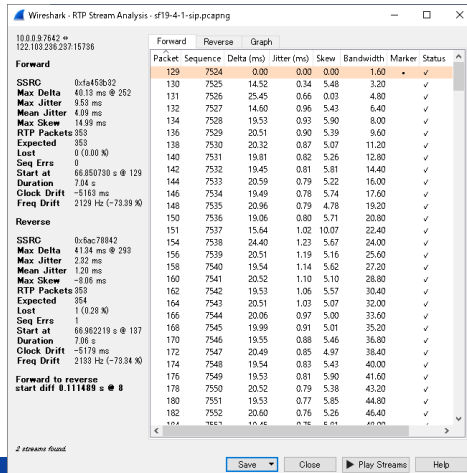 Wireshark - RTP Stream Analysis - sf19-4-1-sip.pcapng
10.0.0.9:7642 ⇔
122.103.236.237:15736
Forward
SSRC 0xfa453b32
Max Delta 40.13 ms @ 252
Max Jitter 9.53 ms
Mean Jitter 4.09 ms
Max Skew 14.99 ms
RTP Packets 353
Expected 353
Lost 0 (0.00 %)
Seq Errs 0
Start at 66.850730 s @ 129
Duration 7.04 s
Clock Drift -5163 ms
Freq Drift 2129 Hz (-73.39 %)
Reverse
SSRC 0x6ac78842
Max Delta 41.34 ms @ 293
Max Jitter 2.32 ms
Mean Jitter 1.20 ms
Max Skew -8.06 ms
RTP Packets 353
Expected 354
Lost 1 (0.28 %)
Seq Errs 1
Start at 66.962219 s @ 137
Duration 7.06 s
Clock Drift -5179 ms
Freq Drift 2133 Hz (-73.34 %)
Forward to reverse
start diff 0.111489 s @ 8
2 streams found.
Forward Reverse Graph
Packet Sequence Delta (ms) Jitter (ms) Skew Bandwidth Marker Status
129 7524 0.00 0.00 0.00 1.60 • ✓
130 7525 14.52 0.34 5.48 3.20 ✓
131 7526 25.45 0.66 0.03 4.80 ✓
132 7527 14.60 0.96 5.43 6.40 ✓
134 7528 19.53 0.93 5.90 8.00 ✓
136 7529 20.51 0.90 5.39 9.60 ✓
138 7530 20.32 0.87 5.07 11.20 ✓
140 7531 19.81 0.82 5.26 12.80 ✓
142 7532 19.45 0.81 5.81 14.40 ✓
144 7533 20.59 0.79 5.22 16.00 ✓
146 7534 19.49 0.78 5.74 17.60 ✓
148 7535 20.96 0.79 4.78 19.20 ✓
150 7536 19.06 0.80 5.71 20.80 ✓
151 7537 15.64 1.02 10.07 22.40 ✓
154 7538 24.40 1.23 5.67 24.00 ✓
156 7539 20.51 1.19 5.16 25.60 ✓
158 7540 19.54 1.14 5.62 27.20 ✓
160 7541 20.52 1.10 5.10 28.80 ✓
162 7542 19.53 1.06 5.57 30.40 ✓
164 7543 20.51 1.03 5.07 32.00 ✓
166 7544 20.06 0.97 5.00 33.60 ✓
168 7545 19.99 0.91 5.01 35.20 ✓
170 7546 19.55 0.88 5.46 36.80 ✓
172 7547 20.49 0.85 4.97 38.40 ✓
174 7548 19.54 0.83 5.43 40.00 ✓
176 7549 19.53 0.81 5.90 41.60 ✓
178 7550 20.52 0.79 5.38 43.20 ✓
180 7551 19.53 0.77 5.85 44.80 ✓
182 7552 20.60 0.76 5.26 46.40 ✓
Save Close Play Streams Help